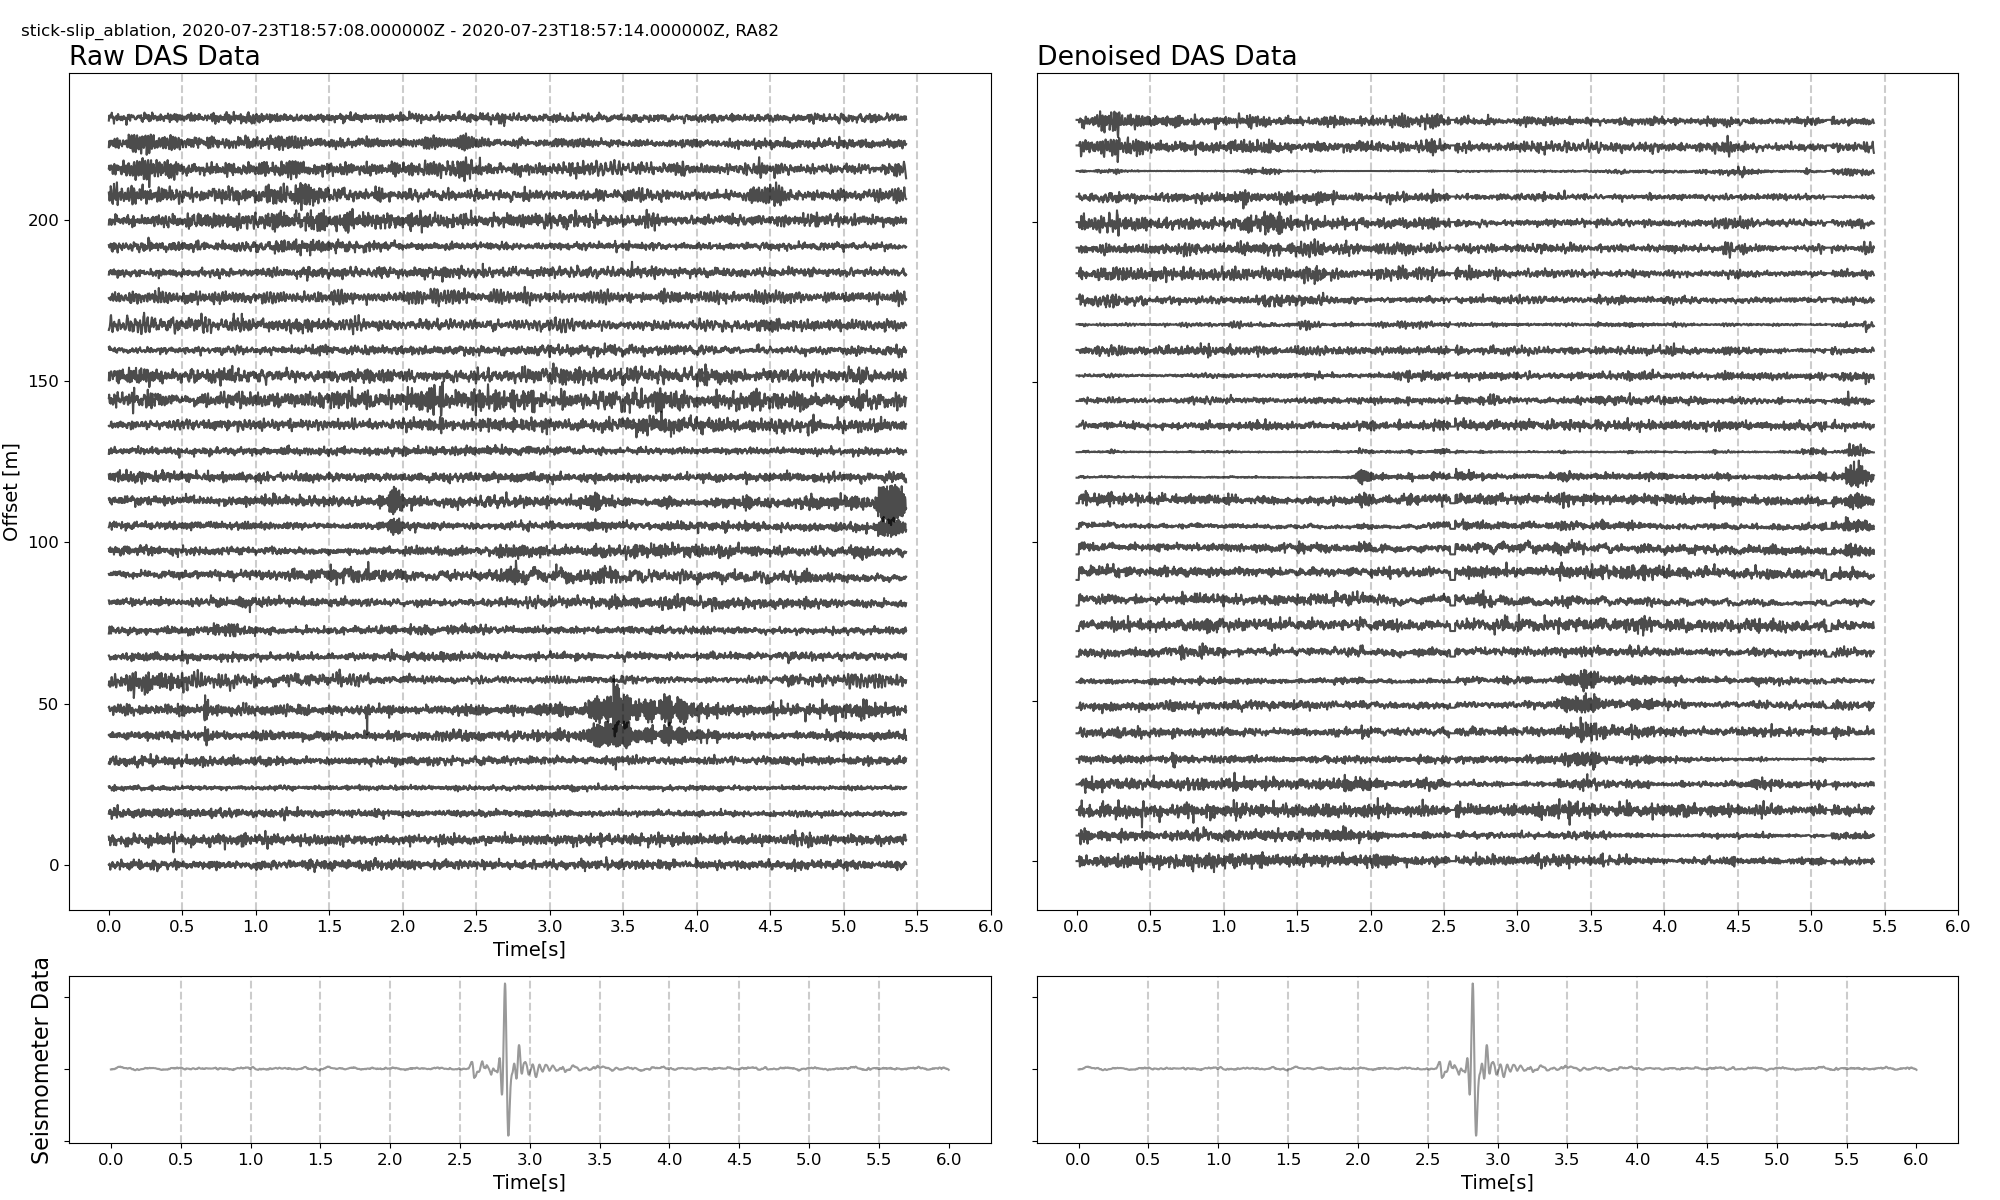 stick-slip_ablation, 2020-07-23T18:57:08.000000Z - 2020-07-23T18:57:14.000000Z, RA82
Raw DAS Data
Denoised DAS Data
Offset [m]
200
150
100
50
0
0.0 0.5 1.0 1.5 2.0 2.5 3.0 3.5 4.0 4.5 5.0 5.5 6.0
Time[s]
0.0 0.5 1.0 1.5 2.0 2.5 3.0 3.5 4.0 4.5 5.0 5.5 6.0
Seismometer Data
0.0 0.5 1.0 1.5 2.0 2.5 3.0 3.5 4.0 4.5 5.0 5.5 6.0
Time[s]
0.0 0.5 1.0 1.5 2.0 2.5 3.0 3.5 4.0 4.5 5.0 5.5 6.0
Time[s]